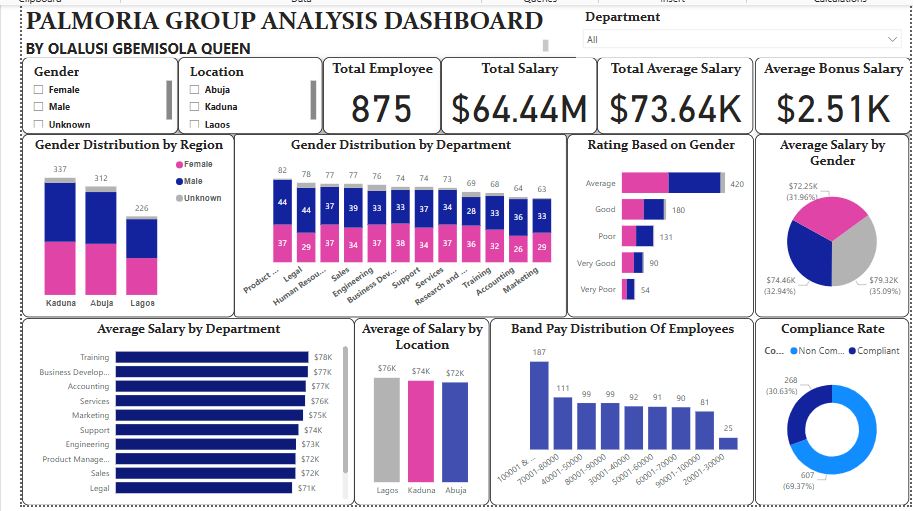 Clipboard
Queries
Insert
Calculations
PALMORIA GROUP ANALYSIS DASHBOARD
BY OLALUSI GBEMISOLA QUEEN
Department
All
Gender
Female
Male
Unknown
Location
Abuja
Kaduna
Lagos
Total Employee
875
Total Salary
$64.44M
Total Average Salary
$73.64K
Average Bonus Salary
$2.51K
Gender Distribution by Region
337
312
226
Female
Male
Unknown
Kaduna Abuja Lagos
Gender Distribution by Department
82 78 77 77 76 74 74 73 69 68 64 63
44 44 37 39 33 33 37 34 28 33 36 33
37 29 37 34 37 38 34 37 36 32 26 29
Product ...
Legal
Human Resou...
Sales
Engineering
Business Dev...
Support
Services
Research and ...
Training
Accounting
Marketing
Rating Based on Gender
Average 420
Good 180
Poor 131
Very Good 90
Very Poor 54
Average Salary by
Gender
$72.25K
(31.96%)
$74.46K
(32.94%)
$79.32K
(35.09%)
Average Salary by Department
Training $78K
Business Develop... $77K
Accounting $77K
Services $76K
Marketing $75K
Support $74K
Engineering $73K
Product Manage... $72K
Sales $72K
Legal $71K
Average of Salary by
Location
$76K $74K $72K
Lagos Kaduna Abuja
Band Pay Distribution Of Employees
187
111
99
99
92
91
90
81
25
100001 &...
70001-80000
40001-50000
80001-90000
30001-40000
50001-60000
60001-70000
90001-100000
20001-30000
Compliance Rate
Co... Non Com... Compliant
268
(30.63%)
607
(69.37%)